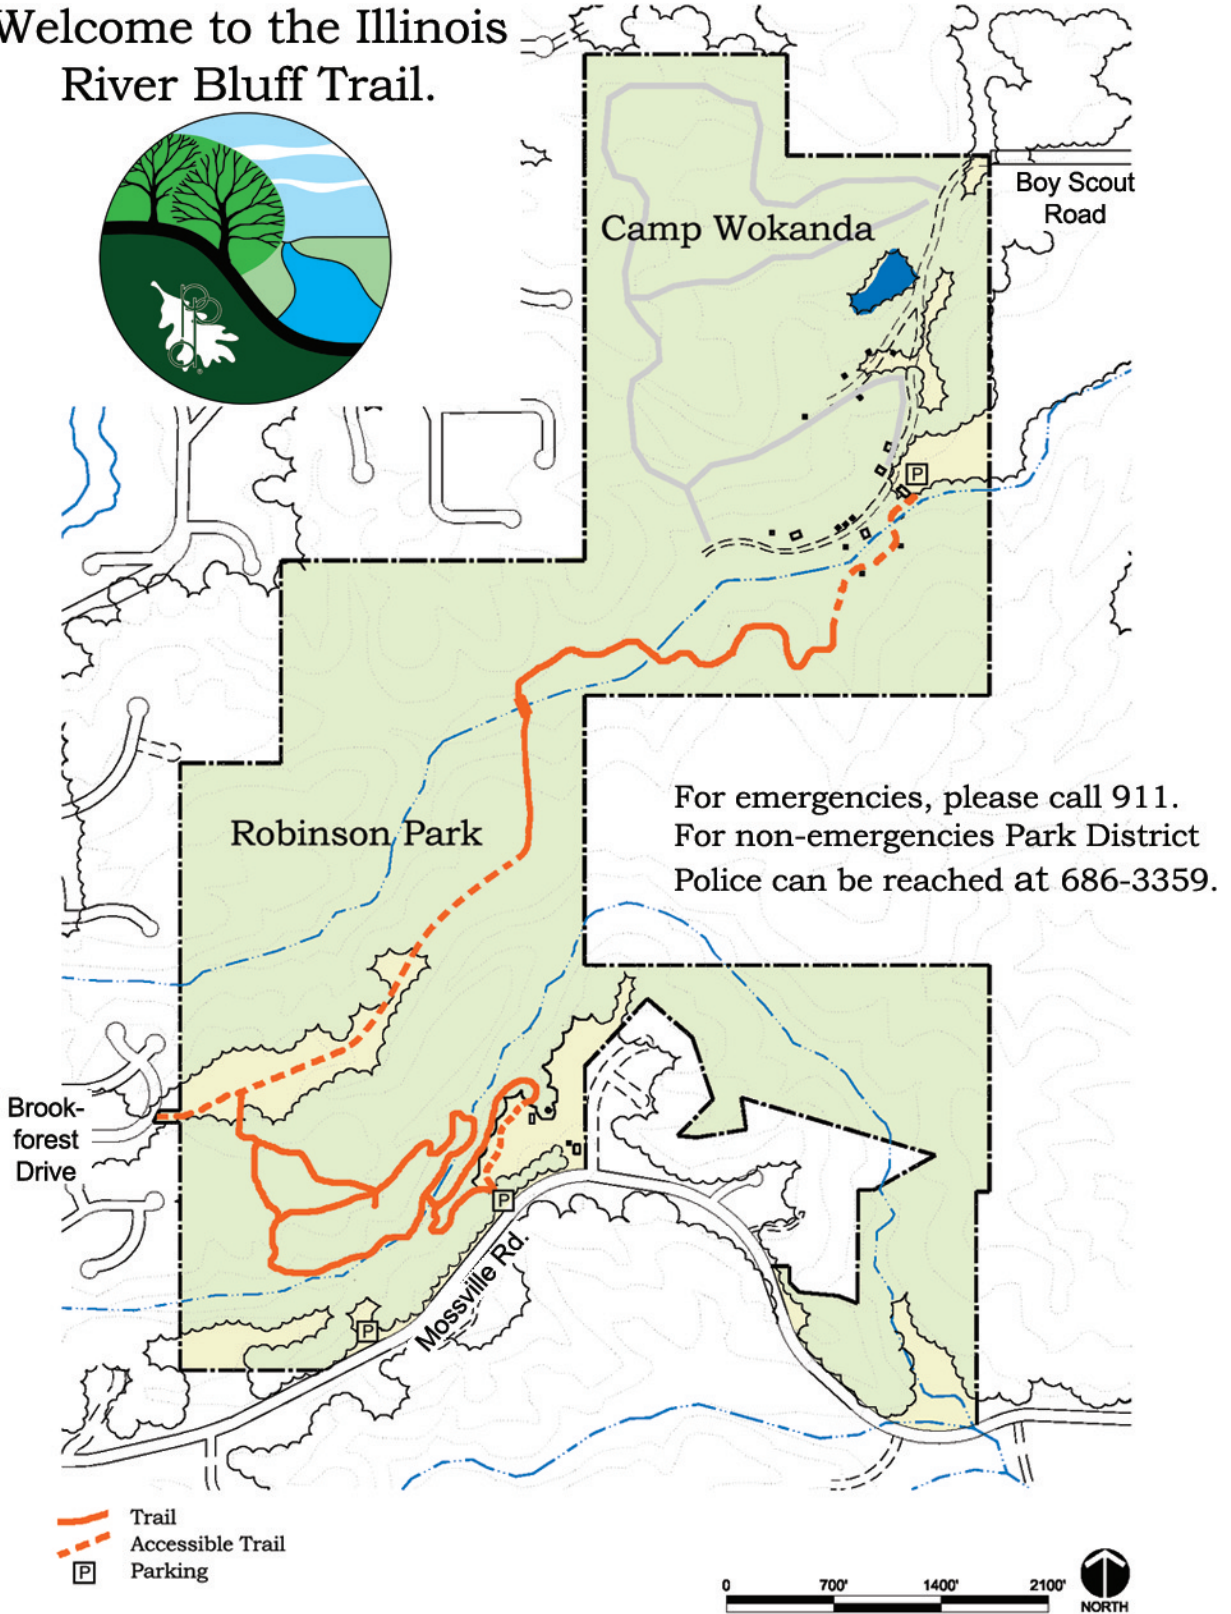 Welcome to the Illinois
River Bluff Trail.
Boy Scout
Road
Camp Wokanda
P
For emergencies, please call 911.
For non-emergencies Park District
Police can be reached at 686-3359.
Robinson Park
Brook-
forest
Drive
P
Mossville Rd.
P
Trail
Accessible Trail
P Parking
0 700' 1400' 2100'
NORTH